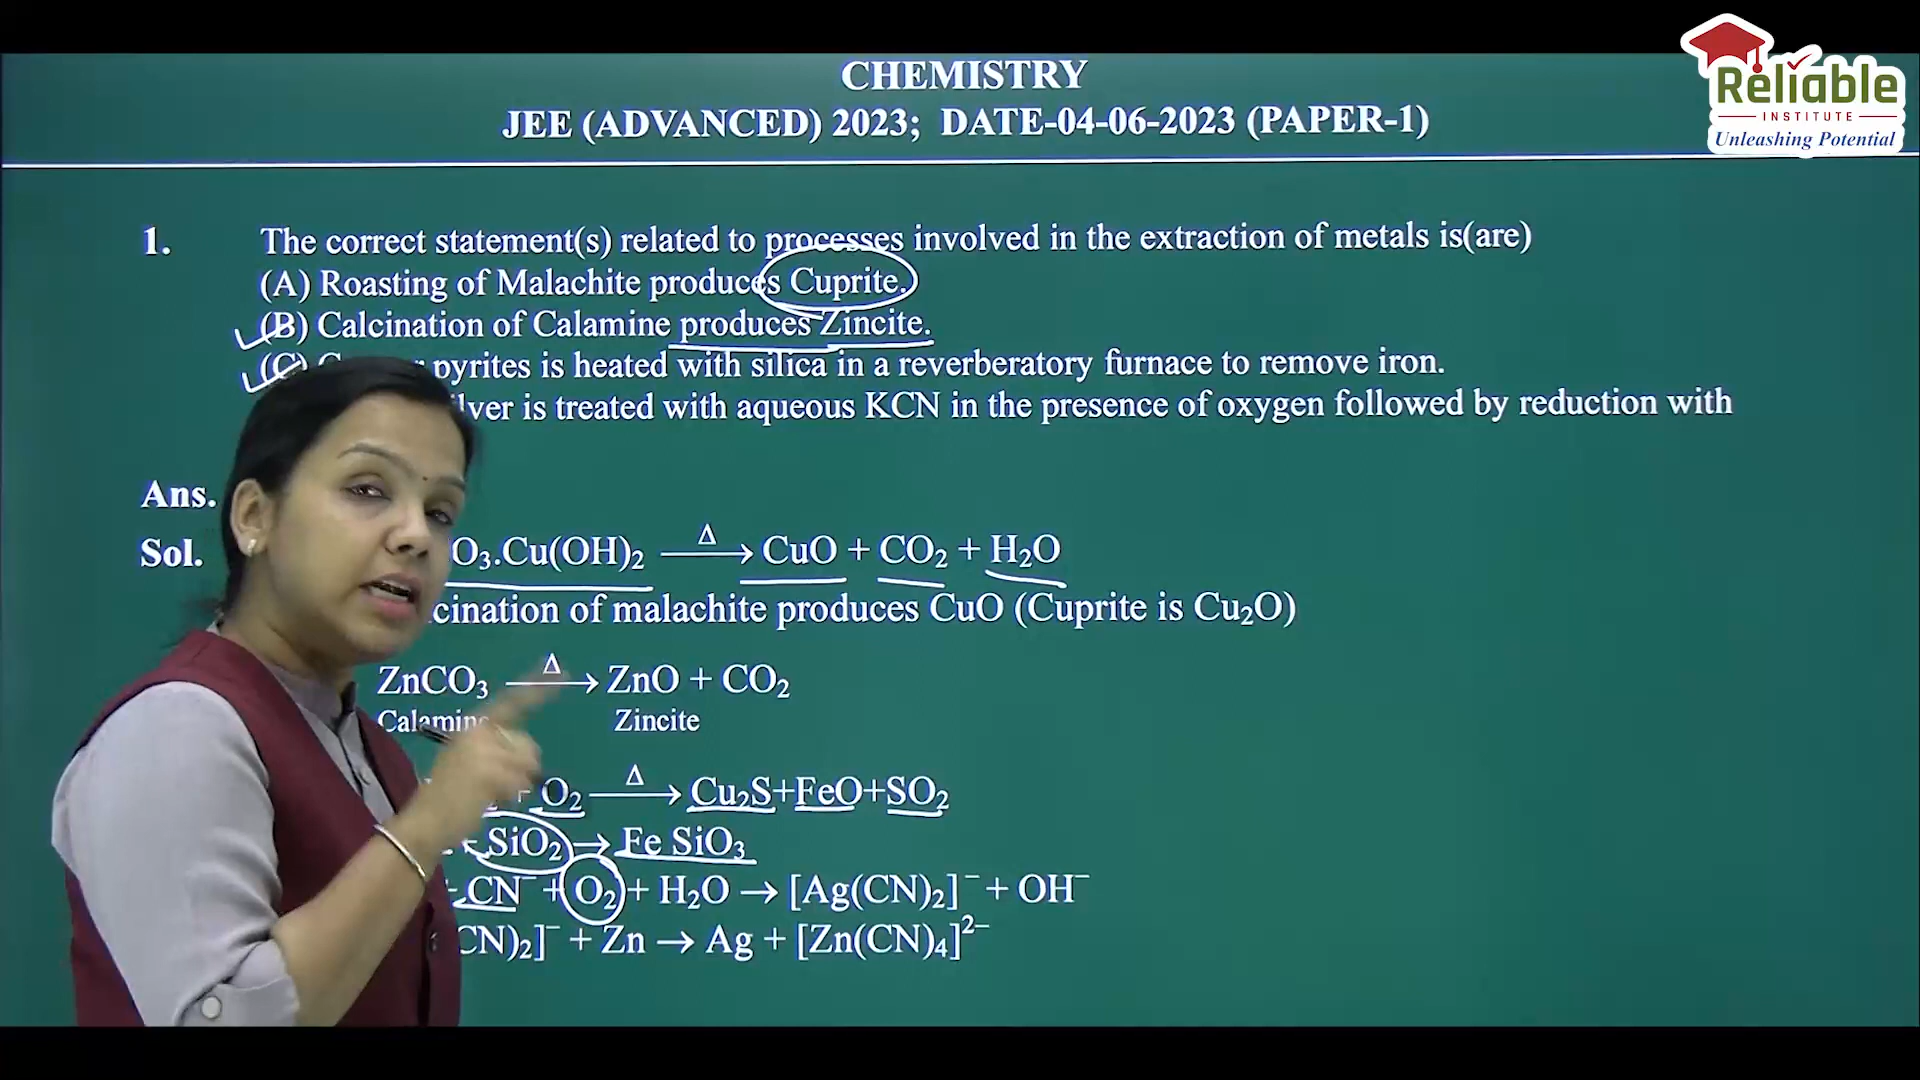 CHEMISTRY
JEE (ADVANCED) 2023; DATE-04-06-2023 (PAPER-1)
Reliable
INSTITUTE
Unleashing Potential
1. The correct statement(s) related to processes involved in the extraction of metals is(are)
(A) Roasting of Malachite produces Cuprite.
(B) Calcination of Calamine produces Zincite.
(C) pyrites is heated with silica in a reverberatory furnace to remove iron.
is treated with aqueous KCN in the presence of oxygen followed by reduction with
Ans.
Sol. O₃.Cu(OH)₂ —Δ→ CuO + CO₂ + H₂O
of malachite produces CuO (Cuprite is Cu₂O)
ZnCO₃ —Δ→ ZnO + CO₂
Calamine Zincite
+ O₂ —Δ→ Cu₂S+FeO+SO₂
SiO₂ → Fe SiO₃
CN⁻ + O₂ + H₂O → [Ag(CN)₂]⁻ + OH⁻
CN)₂]⁻ + Zn → Ag + [Zn(CN)₄]²⁻